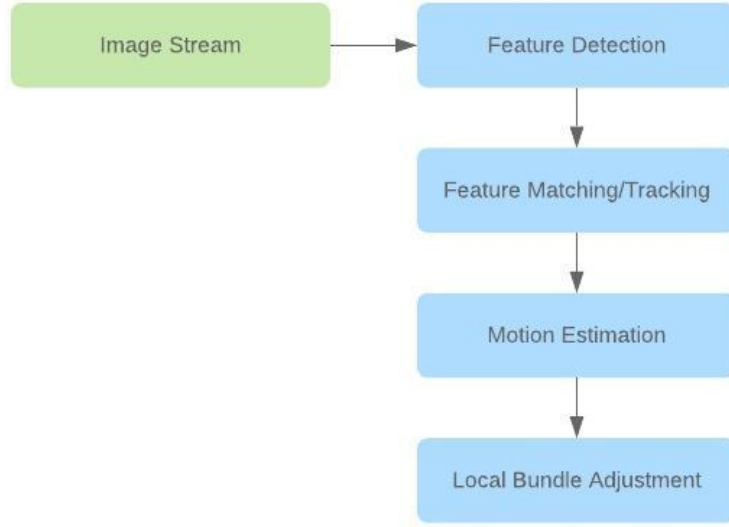 Image Stream
Feature Detection
Feature Matching/Tracking
Motion Estimation
Local Bundle Adjustment